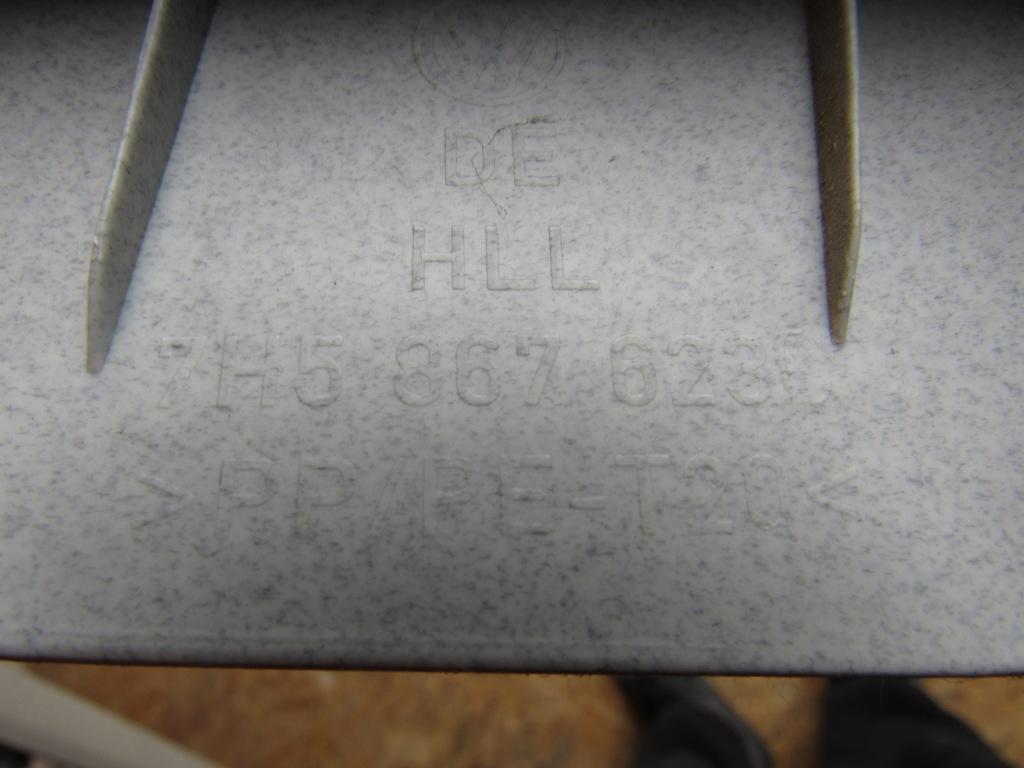 DE
HLL
7H5 867 623
>PP/PE-T20<